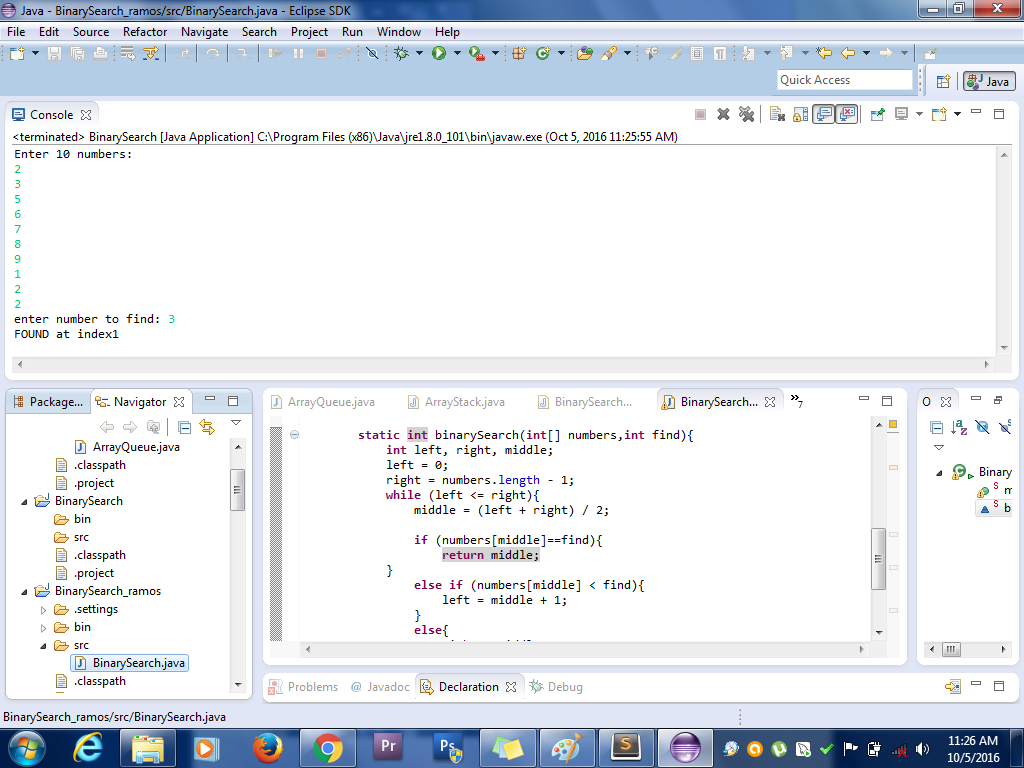 Java - BinarySearch_ramos/src/BinarySearch.java - Eclipse SDK
File Edit Source Refactor Navigate Search Project Run Window Help
Quick Access
Java
Console
<terminated> BinarySearch [Java Application] C:\Program Files (x86)\Java\jre1.8.0_101\bin\javaw.exe (Oct 5, 2016 11:25:55 AM)
Enter 10 numbers:
2
3
5
6
7
8
9
1
2
2
enter number to find: 3
FOUND at index1
Package...
Navigator
ArrayQueue.java
.classpath
.project
BinarySearch
bin
src
.classpath
.project
BinarySearch_ramos
.settings
bin
src
BinarySearch.java
.classpath
ArrayQueue.java
ArrayStack.java
BinarySearch...
BinarySearch...
»7
static int binarySearch(int[] numbers,int find){
int left, right, middle;
left = 0;
right = numbers.length - 1;
while (left <= right){
middle = (left + right) / 2;
if (numbers[middle]==find){
return middle;
}
else if (numbers[middle] < find){
left = middle + 1;
}
else{
O
Binary
S
S b
Problems
@ Javadoc
Declaration
Debug
BinarySearch_ramos/src/BinarySearch.java
Pr
Ps
S
11:26 AM
10/5/2016